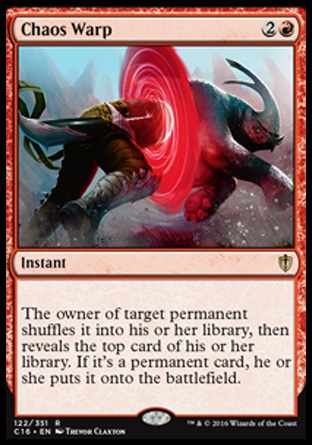 Chaos Warp 2
Instant
The owner of target permanent
shuffles it into his or her library, then
reveals the top card of his or her
library. If it's a permanent card, he or
she puts it onto the battlefield.
122/351 R
C16 • EN TREVOR CLAXTON ™ & © 2016 Wizards of the Coast